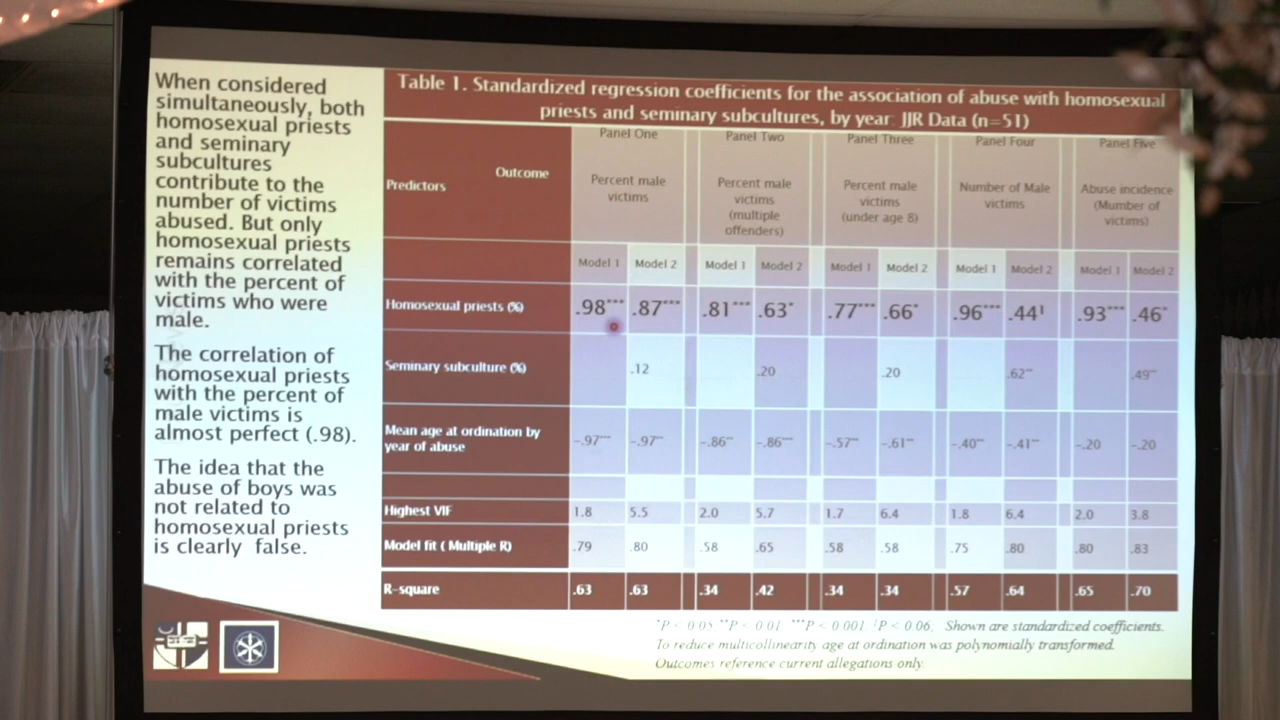 When considered
simultaneously, both
homosexual priests
and seminary
subcultures
contribute to the
number of victims
abused. But only
homosexual priests
remains correlated
with the percent of
victims who were
male.
The correlation of
homosexual priests
with the percent of
male victims is
almost perfect (.98).
The idea that the
abuse of boys was
not related to
homosexual priests
is clearly false.
Table 1. Standardized regression coefficients for the association of abuse with homosexual
priests and seminary subcultures, by year: JJR Data (n=51)
Panel One Panel Two Panel Three Panel Four Panel Five
Outcome
Predictors
Percent male
victims
Percent male
victims
(multiple
offenders)
Percent male
victims
(under age 8)
Number of Male
victims
Abuse incidence
(Mumber of
victims)
Model 1 Model 2 Model 1 Model 2 Model 1 Model 2 Model 1 Model 2 Model 1 Model 2
Homosexual priests (%) .98*** .87*** .81*** .63* .77*** .66* .96*** .44¹ .93*** .46*
Seminary subculture (%) .12 .20 .20 .62** .49**
Mean age at ordination by
year of abuse
-.97*** -.97** -.86** -.86*** -.57** -.61** -.40** -.41** -.20 -.20
Highest VIF 1.8 5.5 2.0 5.7 1.7 6.4 1.8 6.4 2.0 3.8
Model fit ( Multiple R) .79 .80 .58 .65 .58 .58 .75 .80 .80 .83
R-square .63 .63 .34 .42 .34 .34 .57 .64 .65 .70
*P < 0.05 **P < 0.01 ***P < 0.001 ¹P < 0.06; Shown are standardized coefficients.
To reduce multicollinearity age at ordination was polynomially transformed.
Outcomes reference current allegations only.